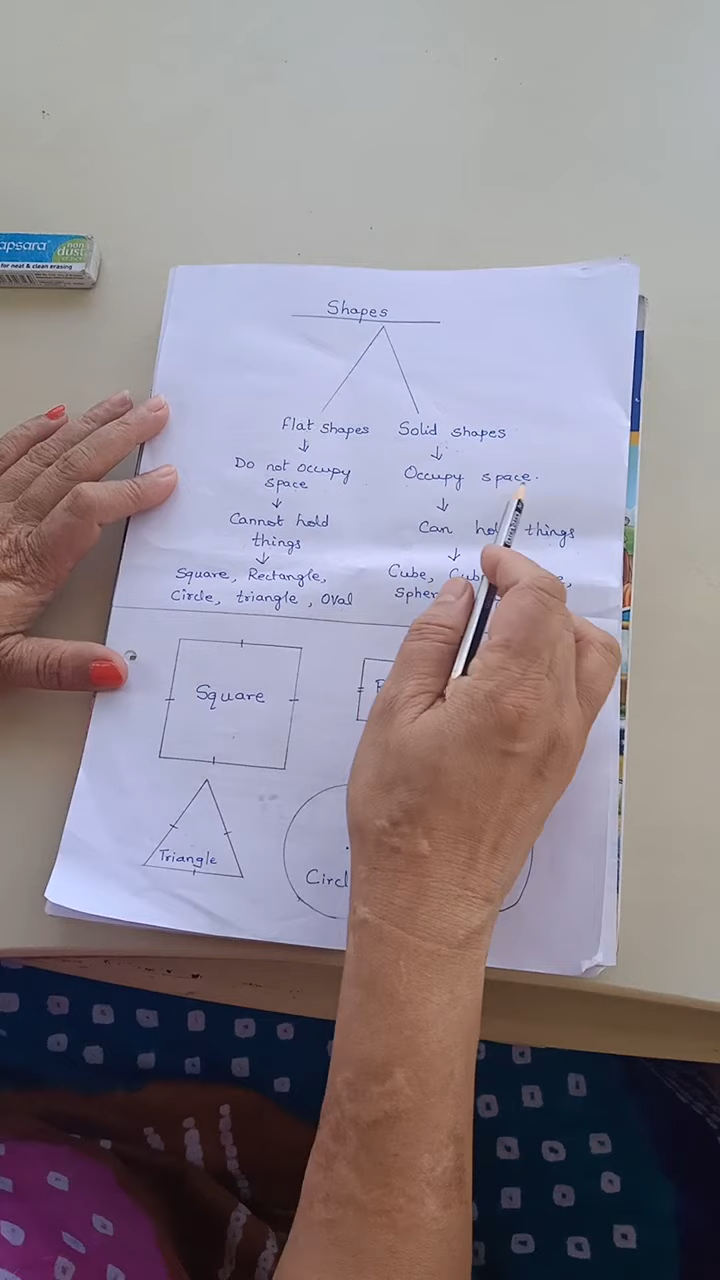 apsara
non
dust
for neat & clean erasing
Shapes
Flat shapes
Solid shapes
Do not occupy
space
Occupy space.
Cannot hold
things
Can things
Square, Rectangle,
Circle, triangle, Oval
Cube,
Square
Triangle